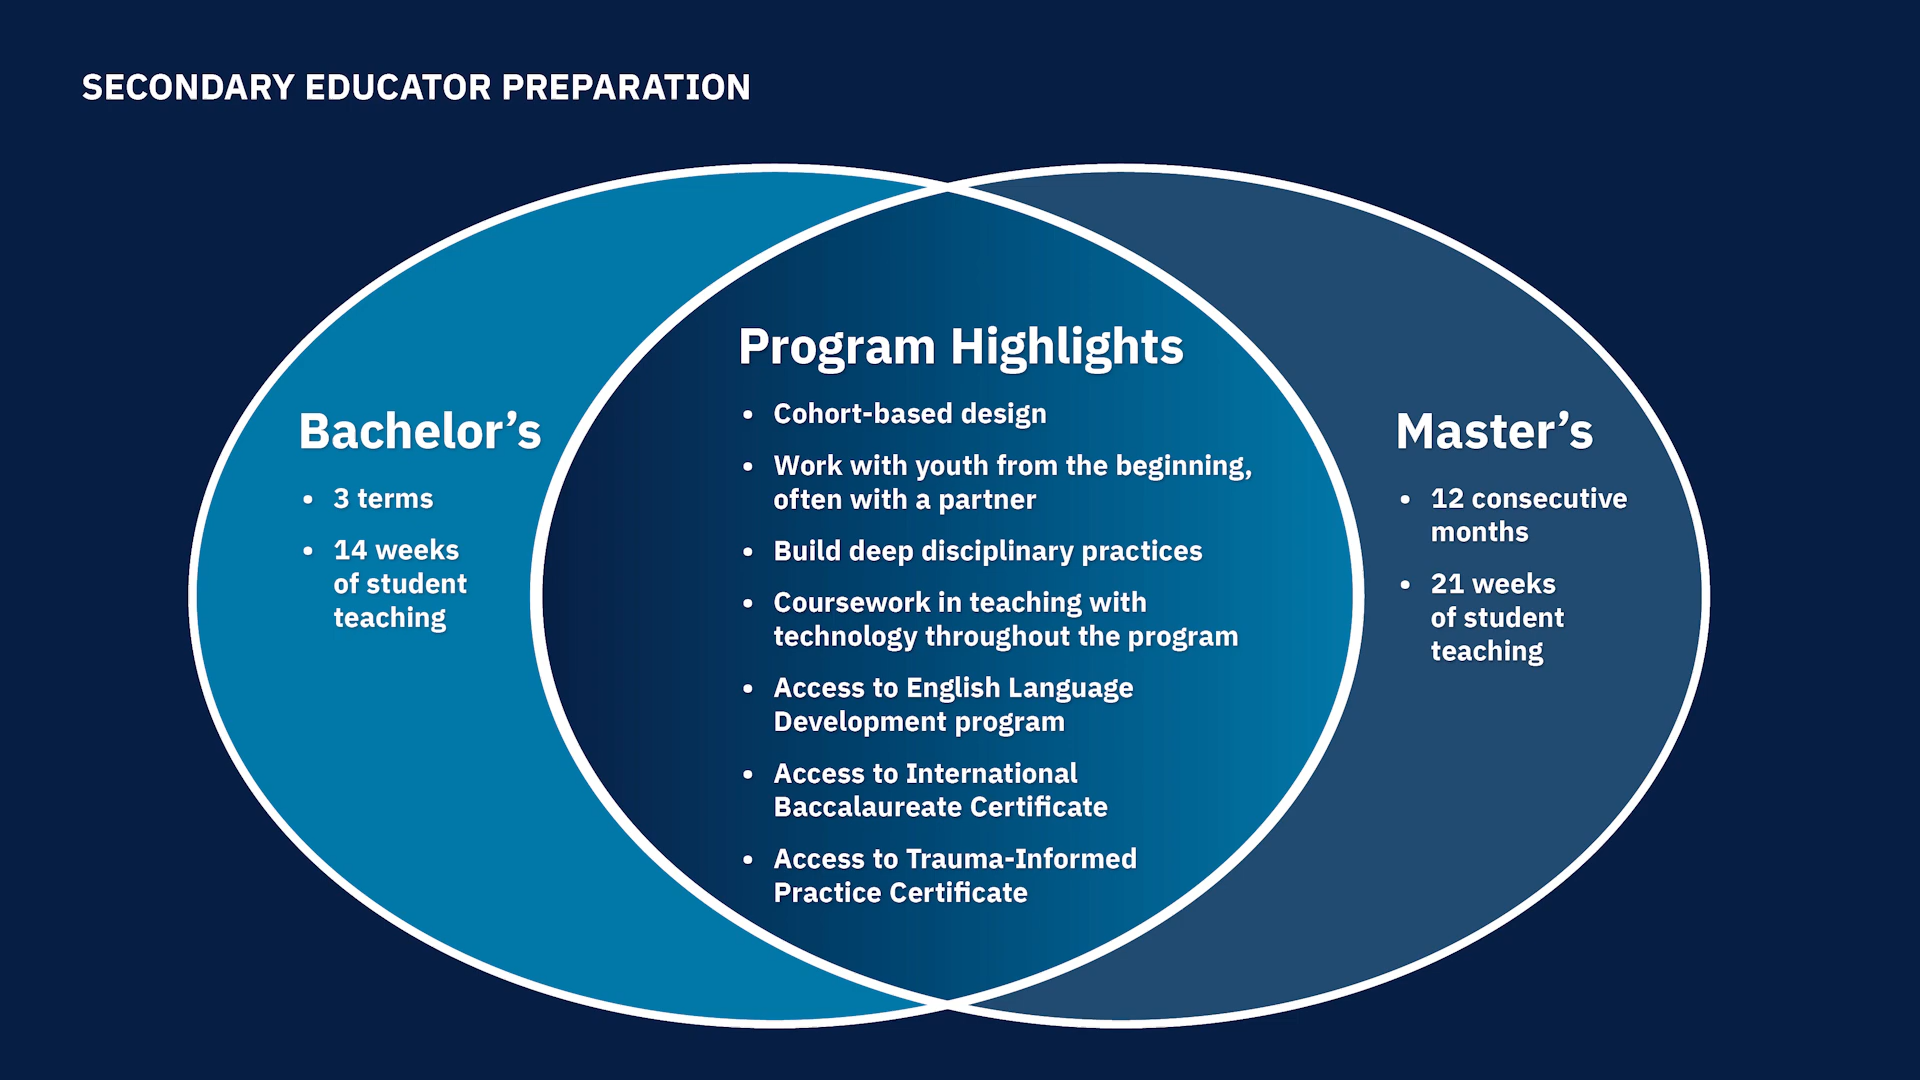 SECONDARY EDUCATOR PREPARATION
Bachelor’s
• 3 terms
• 14 weeks
of student
teaching
Program Highlights
• Cohort-based design
• Work with youth from the beginning,
often with a partner
• Build deep disciplinary practices
• Coursework in teaching with
technology throughout the program
• Access to English Language
Development program
• Access to International
Baccalaureate Certificate
• Access to Trauma-Informed
Practice Certificate
Master’s
• 12 consecutive
months
• 21 weeks
of student
teaching